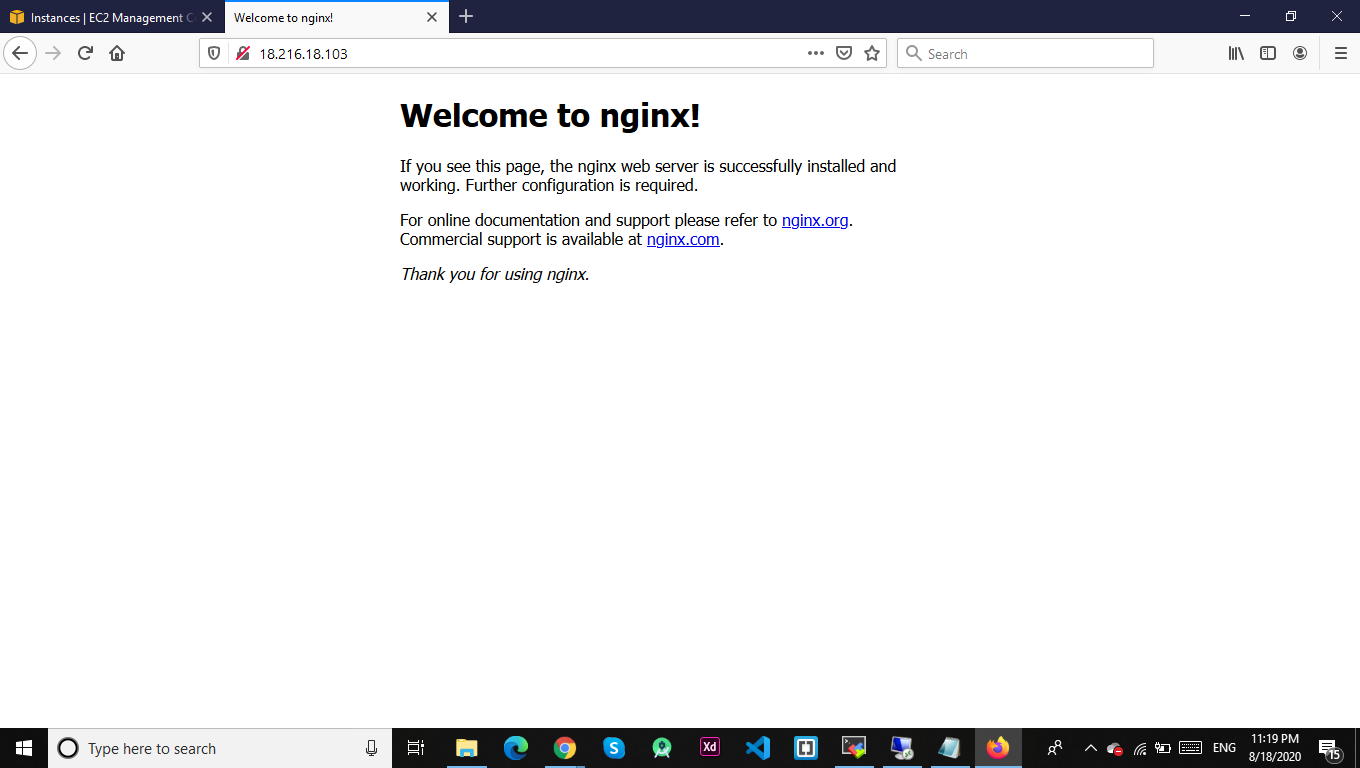 Instances | EC2 Management C
Welcome to nginx!
18.216.18.103
Search
Welcome to nginx!
If you see this page, the nginx web server is successfully installed and
working. Further configuration is required.
For online documentation and support please refer to nginx.org.
Commercial support is available at nginx.com.
Thank you for using nginx.
Type here to search
S
Xd
ENG
11:19 PM
8/18/2020
15